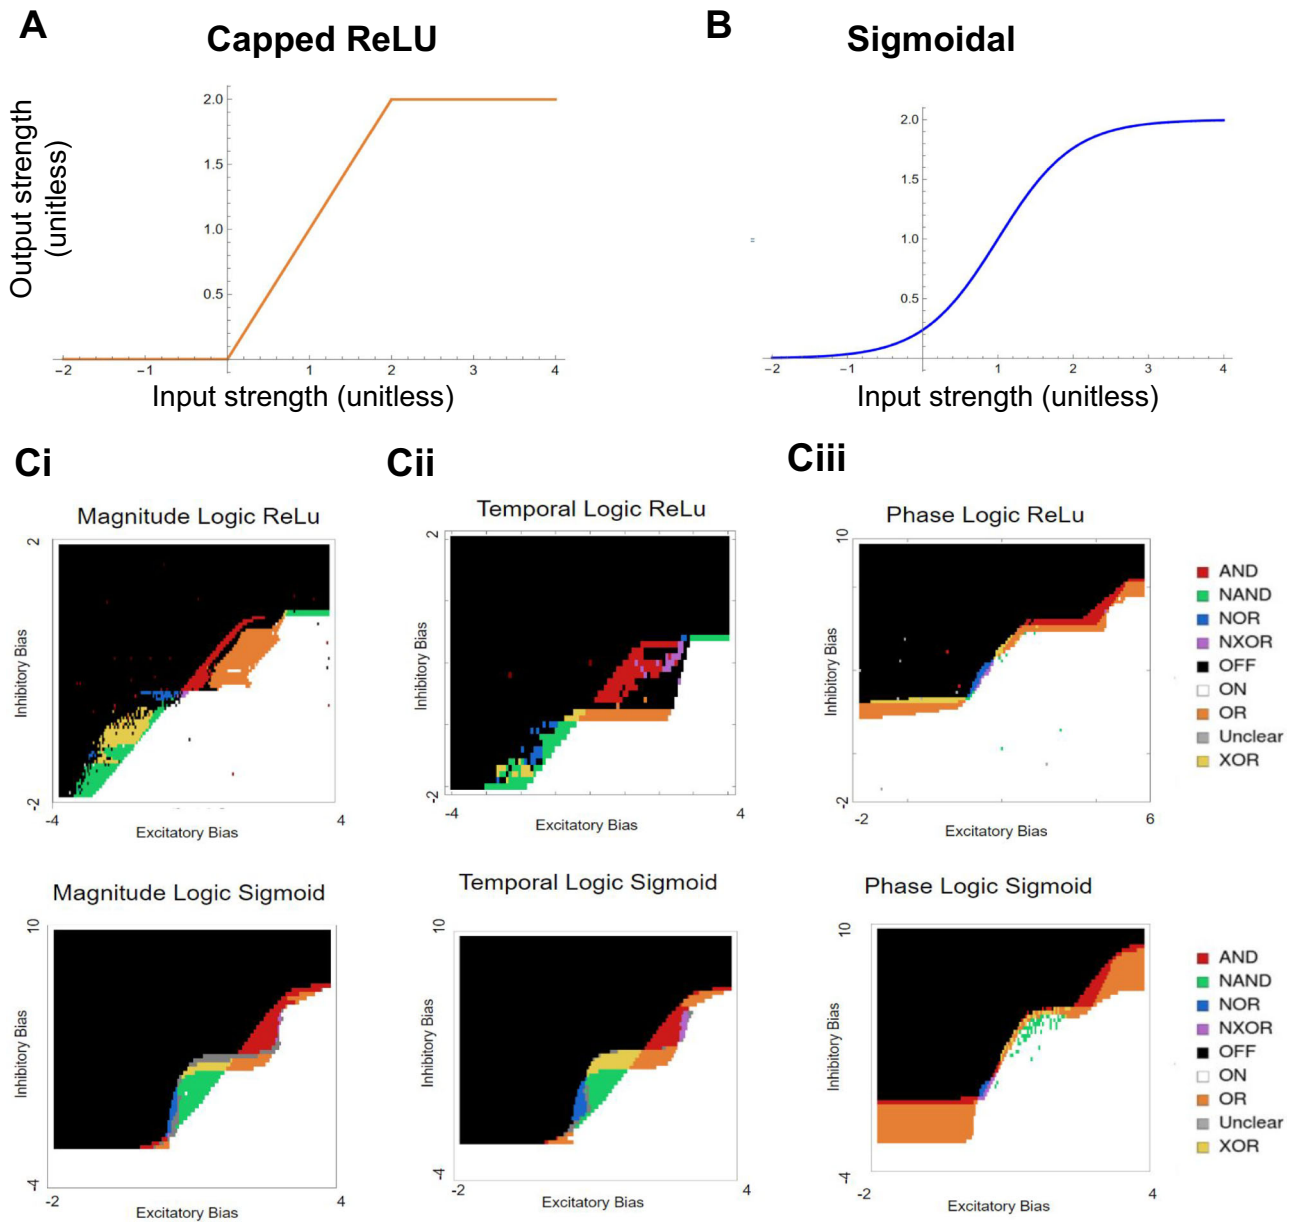 A
Capped ReLU
B
Sigmoidal
Output strength
(unitless)
2.0
1.5
1.0
0.5
−2
−1
1
2
3
4
Input strength (unitless)
2.0
1.5
1.0
0.5
−2
−1
1
2
3
4
Input strength (unitless)
Ci
Cii
Ciii
Magnitude Logic ReLu
2
Inhibitory Bias
-2
-4
4
Excitatory Bias
Temporal Logic ReLu
2
Inhibitory Bias
-2
-4
4
Excitatory Bias
Phase Logic ReLu
10
Inhibitory Bias
-2
-2
6
Excitatory Bias
AND
NAND
NOR
NXOR
OFF
ON
OR
Unclear
XOR
Magnitude Logic Sigmoid
10
Inhibitory Bias
-4
-2
4
Excitatory Bias
Temporal Logic Sigmoid
10
Inhibitory Bias
-4
-2
4
Excitatory Bias
Phase Logic Sigmoid
10
Inhibitory Bias
-4
-2
4
Excitatory Bias
AND
NAND
NOR
NXOR
OFF
ON
OR
Unclear
XOR